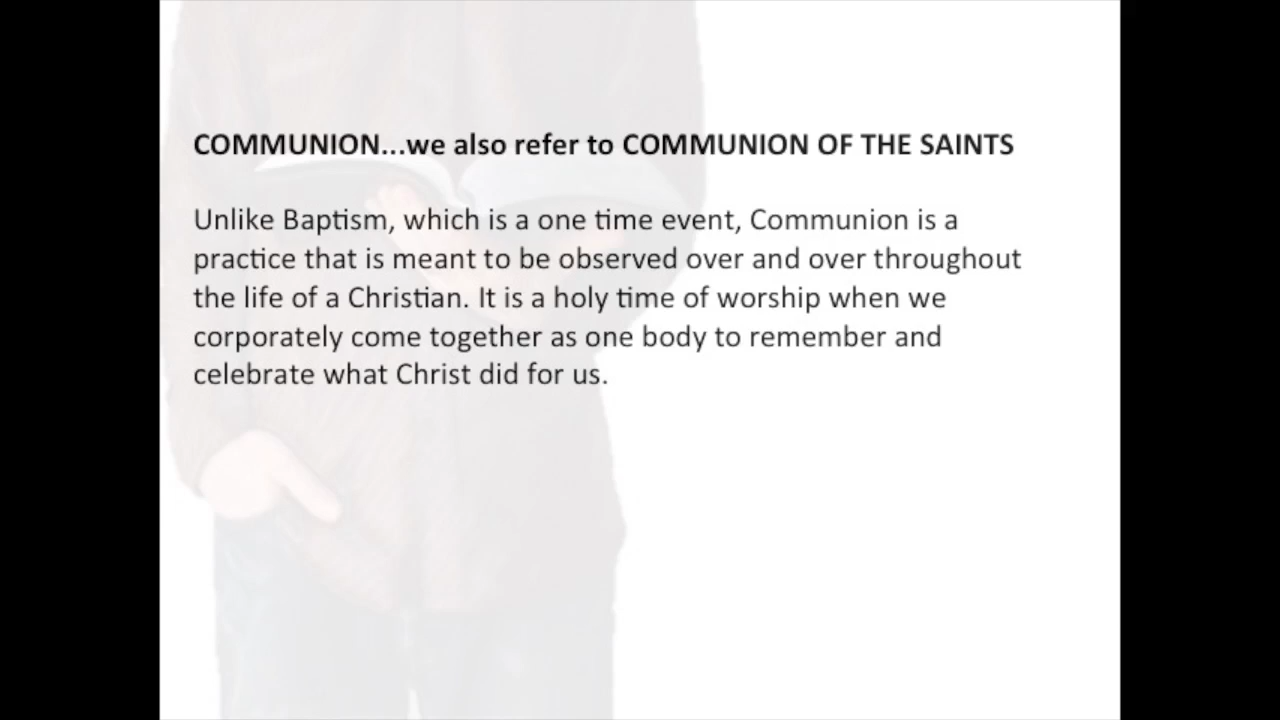 COMMUNION...we also refer to COMMUNION OF THE SAINTS
Unlike Baptism, which is a one time event, Communion is a
practice that is meant to be observed over and over throughout
the life of a Christian. It is a holy time of worship when we
corporately come together as one body to remember and
celebrate what Christ did for us.